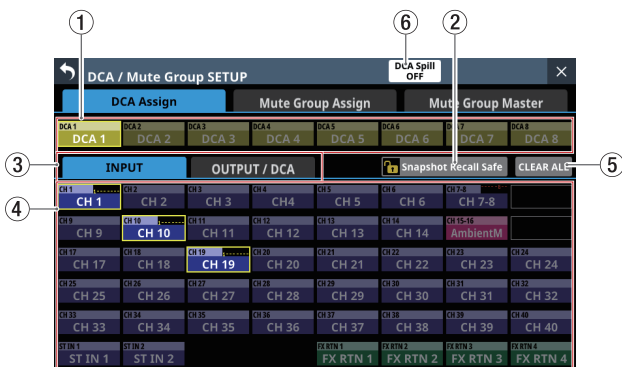 ① ⑥ ②
DCA / Mute Group SETUP DCA Spill OFF ×
DCA Assign Mute Group Assign Mute Group Master
DCA 1 DCA 2 DCA 3 DCA 4 DCA 5 DCA 6 DCA 7 DCA 8
DCA 1 DCA 2 DCA 3 DCA 4 DCA 5 DCA 6 DCA 7 DCA 8
③ INPUT OUTPUT / DCA Snapshot Recall Safe CLEAR ALL ⑤
④
CH 1 CH 2 CH 3 CH 4 CH 5 CH 6 CH 7-8
CH 1 CH 2 CH 3 CH4 CH 5 CH 6 CH 7-8
CH 9 CH 10 CH 11 CH 12 CH 13 CH 14 CH 15-16
CH 9 CH 10 CH 11 CH 12 CH 13 CH 14 AmbientM
CH 17 CH 18 CH 19 CH 20 CH 21 CH 22 CH 23 CH 24
CH 17 CH 18 CH 19 CH 20 CH 21 CH 22 CH 23 CH 24
CH 25 CH 26 CH 27 CH 28 CH 29 CH 30 CH 31 CH 32
CH 25 CH 26 CH 27 CH 28 CH 29 CH 30 CH 31 CH 32
CH 33 CH 34 CH 35 CH 36 CH 37 CH 38 CH 39 CH 40
CH 33 CH 34 CH 35 CH 36 CH 37 CH 38 CH 39 CH 40
ST IN 1 ST IN 2 FX RTN 1 FX RTN 2 FX RTN 3 FX RTN 4
ST IN 1 ST IN 2 FX RTN 1 FX RTN 2 FX RTN 3 FX RTN 4